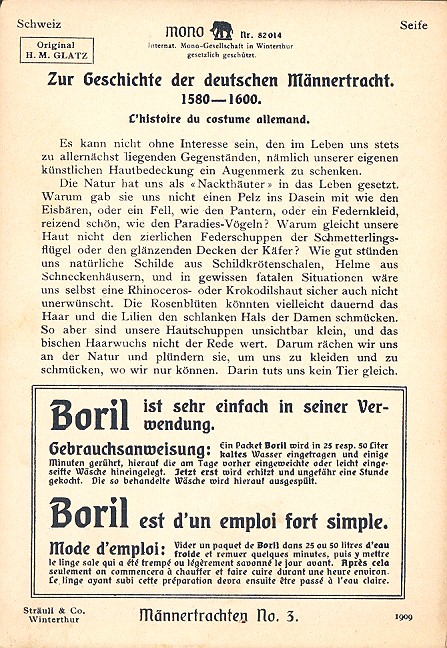 Schweiz
mono Nr. 82014
Seife
Original
H. M. GLATZ
Internat. Mono-Gesellschaft in Winterthur
gesetzlich geschützt.
Zur Geschichte der deutschen Männertracht.
1580—1600.
L'histoire du costume allemand.
Es kann nicht ohne Interesse sein, den im Leben uns stets
zu allernächst liegenden Gegenständen, nämlich unserer eigenen
künstlichen Hautbedeckung ein Augenmerk zu schenken.
Die Natur hat uns als «Nackthäuter» in das Leben gesetzt.
Warum gab sie uns nicht einen Pelz ins Dasein mit wie den
Eisbären, oder ein Fell, wie den Pantern, oder ein Federnkleid,
reizend schön, wie den Paradies-Vögeln? Warum gleicht unsere
Haut nicht den zierlichen Federschuppen der Schmetterlings-
flügel oder den glänzenden Decken der Käfer? Wie gut stünden
uns natürliche Schilde aus Schildkrötenschalen, Helme aus
Schneckenhäusern, und in gewissen fatalen Situationen wäre
uns selbst eine Rhinoceros- oder Krokodilshaut sicher auch nicht
unerwünscht. Die Rosenblüten könnten vielleicht dauernd das
Haar und die Lilien den schlanken Hals der Damen schmücken.
So aber sind unsere Hautschuppen unsichtbar klein, und das
bischen Haarwuchs nicht der Rede wert. Darum rächen wir uns
an der Natur und plündern sie, um uns zu kleiden und zu
schmücken, wo wir nur können. Darin tuts uns kein Tier gleich.
Boril ist sehr einfach in seiner Ver-
wendung.
Gebrauchsanweisung: Ein Packet Boril wird in 25 resp. 50 Liter
kaltes Wasser eingetragen und einige
Minuten gerührt, hierauf die am Tage vorher eingeweichte oder leicht einge-
seifte Wäsche hineingelegt. Jetzt erst wird erhitzt und ungefähr eine Stunde
gekocht. Die so behandelte Wäsche wird hierauf ausgespült.
Boril est d'un emploi fort simple.
Mode d'emploi: Vider un paquet de Boril dans 25 ou 50 litres d'eau
froide et remuer quelques minutes, puis y mettre
le linge sale qui a été trempé ou légèrement savonné le jour avant. Après cela
seulement on commencera à chauffer et faire cuire durant une heure environ.
Le linge ayant subi cette préparation devra ensuite être passé à l'eau claire.
Sträuli & Co.
Winterthur
Männertrachten No. 3.
1909